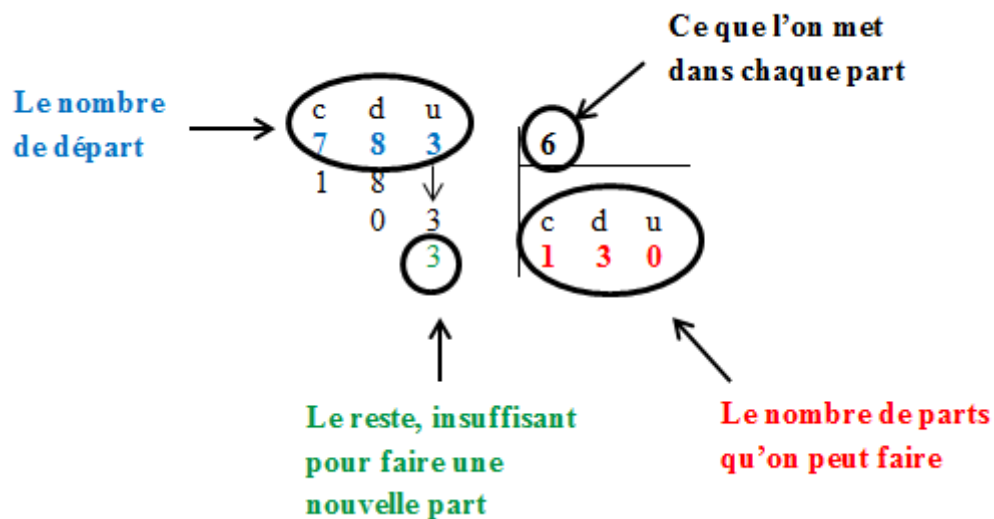 Ce que l'on met
dans chaque part
Le nombre
de départ
c d u
7 8 3
1 8
0 3
3
6
c d u
1 3 0
Le reste, insuffisant
pour faire une
nouvelle part
Le nombre de parts
qu'on peut faire